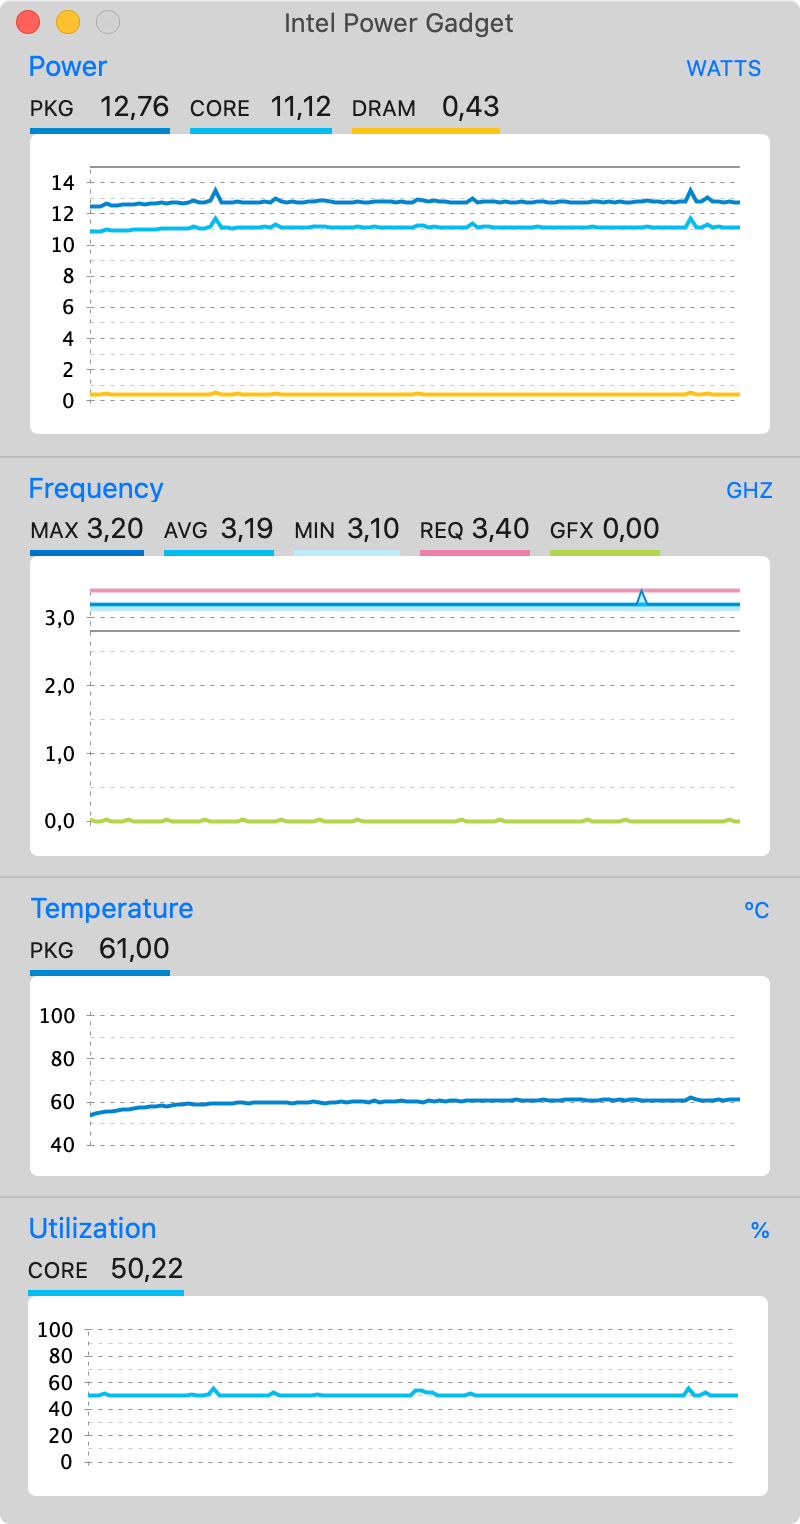 Intel Power Gadget
Power WATTS
PKG 12,76 CORE 11,12 DRAM 0,43
14
12
10
8
6
4
2
0
Frequency GHZ
MAX 3,20 AVG 3,19 MIN 3,10 REQ 3,40 GFX 0,00
3,0
2,0
1,0
0,0
Temperature ºC
PKG 61,00
100
80
60
40
Utilization %
CORE 50,22
100
80
60
40
20
0